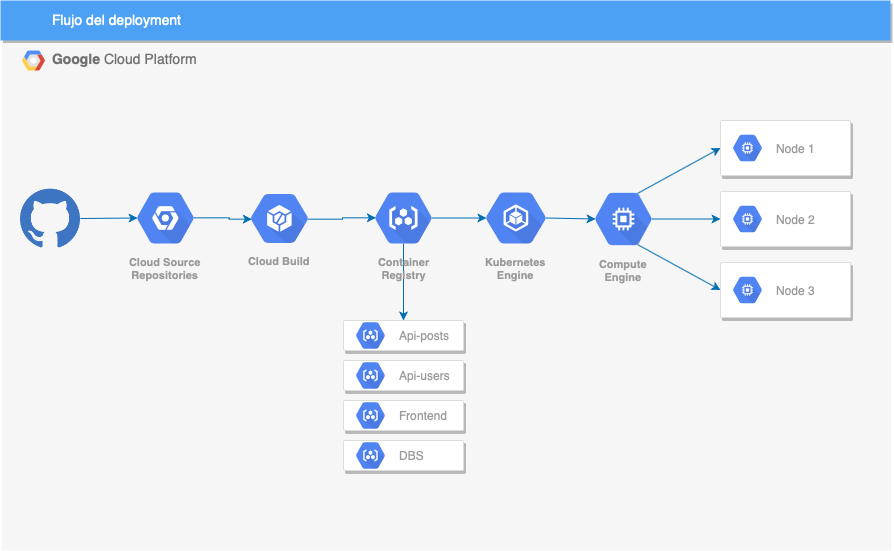 Flujo del deployment
Google Cloud Platform
Node 1
Node 2
Node 3
Cloud Source
Repositories
Cloud Build
Container
Registry
Kubernetes
Engine
Compute
Engine
Api-posts
Api-users
Frontend
DBS